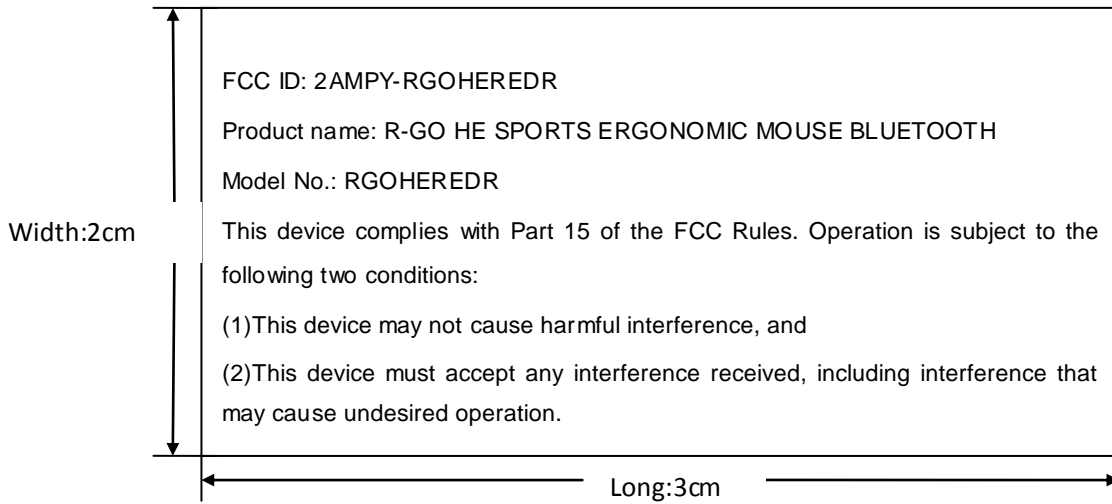 FCC ID: 2AMPY-RGOHEREDR
Product name: R-GO HE SPORTS ERGONOMIC MOUSE BLUETOOTH
Model No.: RGOHEREDR
Width:2cm
This device complies with Part 15 of the FCC Rules. Operation is subject to the
following two conditions:
(1)This device may not cause harmful interference, and
(2)This device must accept any interference received, including interference that
may cause undesired operation.
Long:3cm